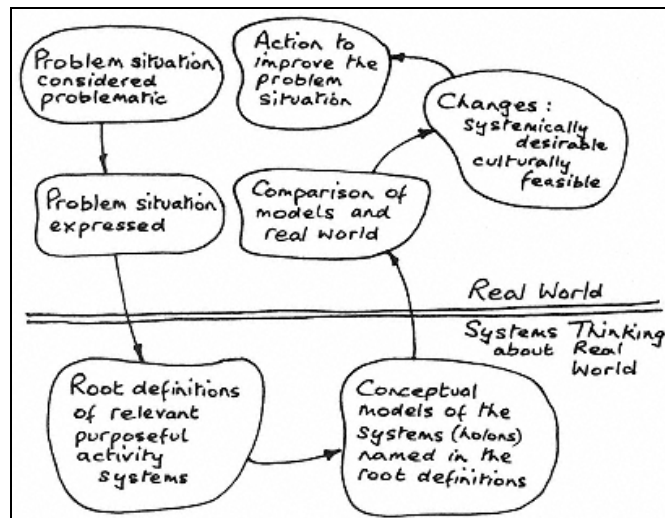 Problem situation
considered
problematic
Problem situation
expressed
Root definitions
of relevant
purposeful
activity
systems
Conceptual
models of the
systems (holons)
named in the
root definitions
Comparison of
models and
real world
Changes:
systemically
desirable
culturally
feasible
Action to
improve the
problem
situation
Real World
Systems Thinking
about Real
World